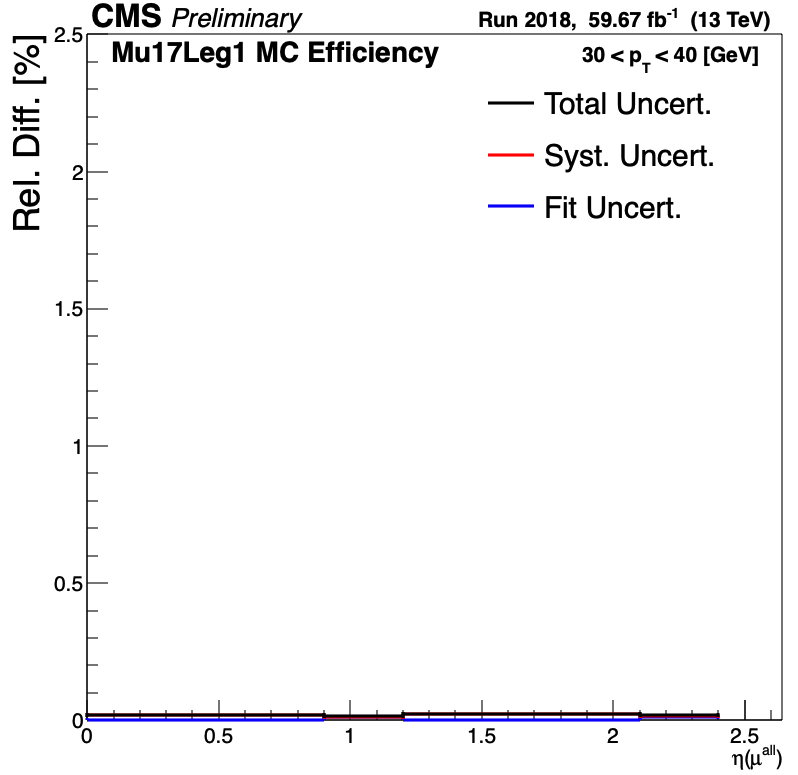 CMS Preliminary
Run 2018, 59.67 fb⁻¹ (13 TeV)
Mu17Leg1 MC Efficiency
30 < p_T < 40 [GeV]
Total Uncert.
Syst. Uncert.
Fit Uncert.
Rel. Diff. [%]
2.5
2
1.5
1
0.5
0
0 0.5 1 1.5 2 2.5
η(μ^all)